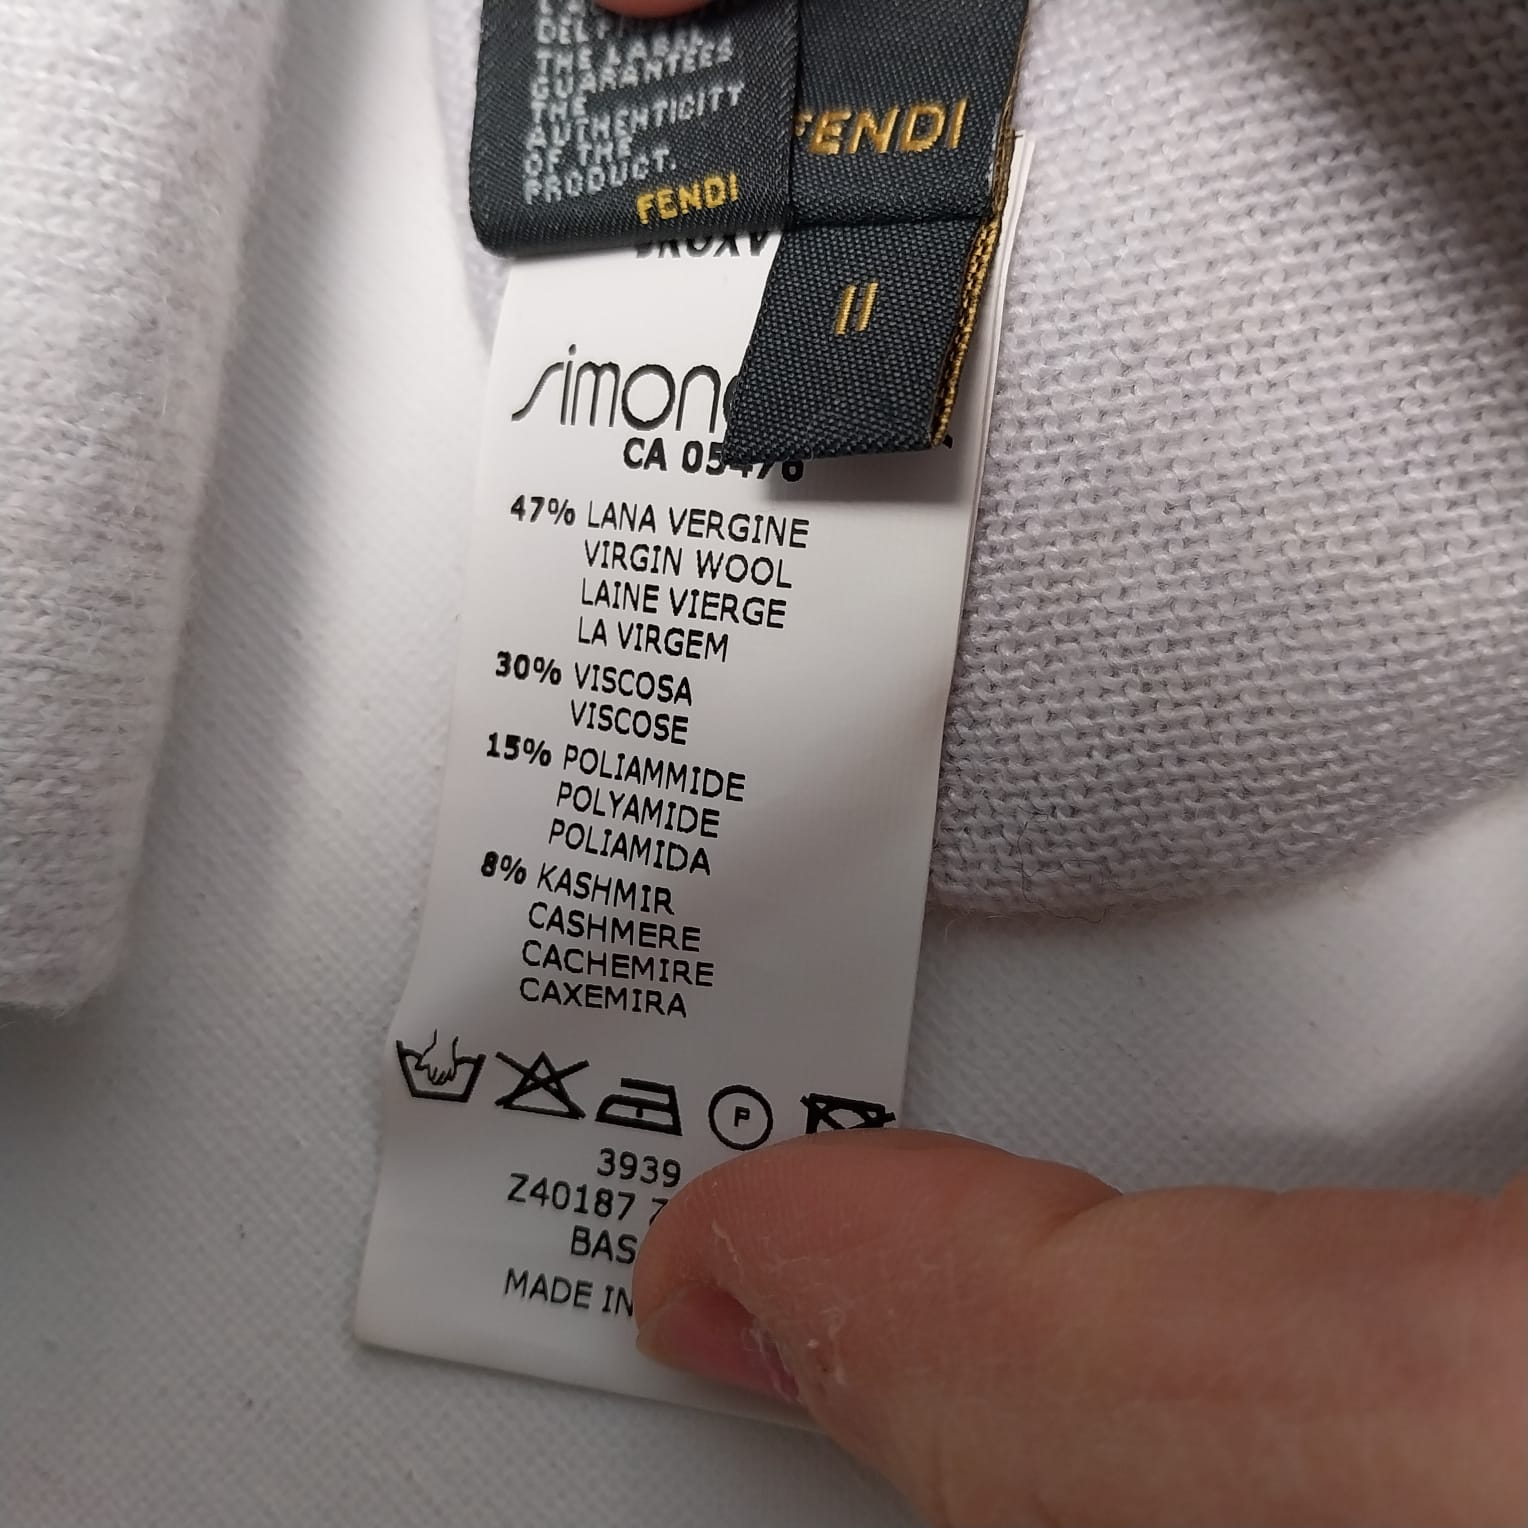 THE LABEL
GUARANTEES
THE
AUTHENTICITY
OF THE
PRODUCT.
FENDI
FENDI
II
CA 05476
47% LANA VERGINE
VIRGIN WOOL
LAINE VIERGE
LA VIRGEM
30% VISCOSA
VISCOSE
15% POLIAMMIDE
POLYAMIDE
POLIAMIDA
8% KASHMIR
CASHMERE
CACHEMIRE
CAXEMIRA
P
3939
Z40187
MADE IN